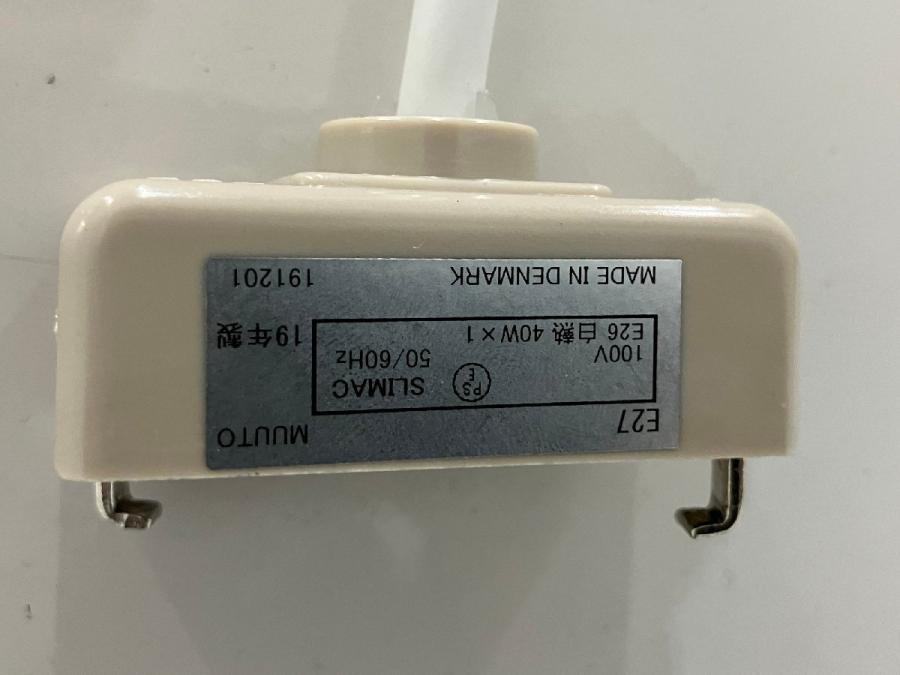 E27 MUUTO
PS
E SLIMAC
100V 50/60Hz
E26 白熱 40W×1 19年製
MADE IN DENMARK 191201